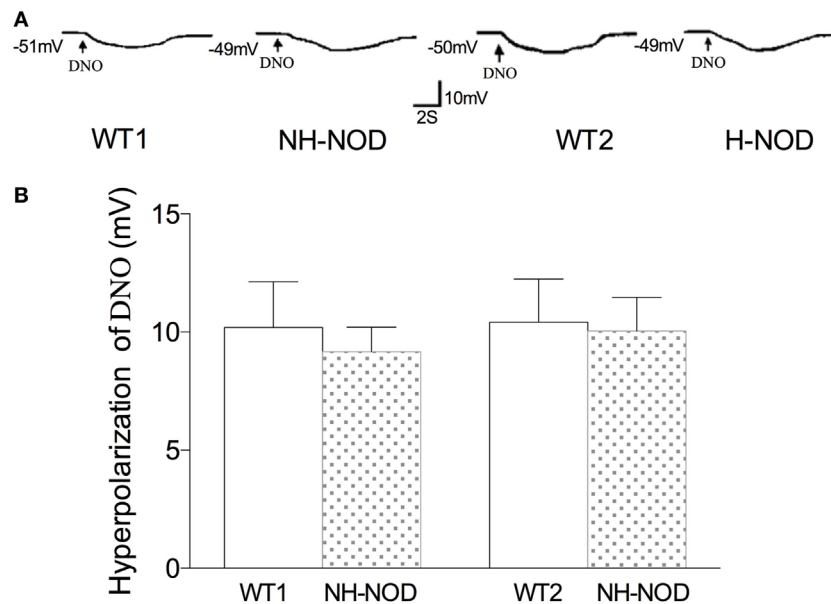 A
-51mV
DNO
-49mV
DNO
-50mV
DNO
-49mV
DNO
10mV
2S
WT1
NH-NOD
WT2
H-NOD
B
Hyperpolarization of DNO (mV)
15
10
5
0
WT1
NH-NOD
WT2
NH-NOD